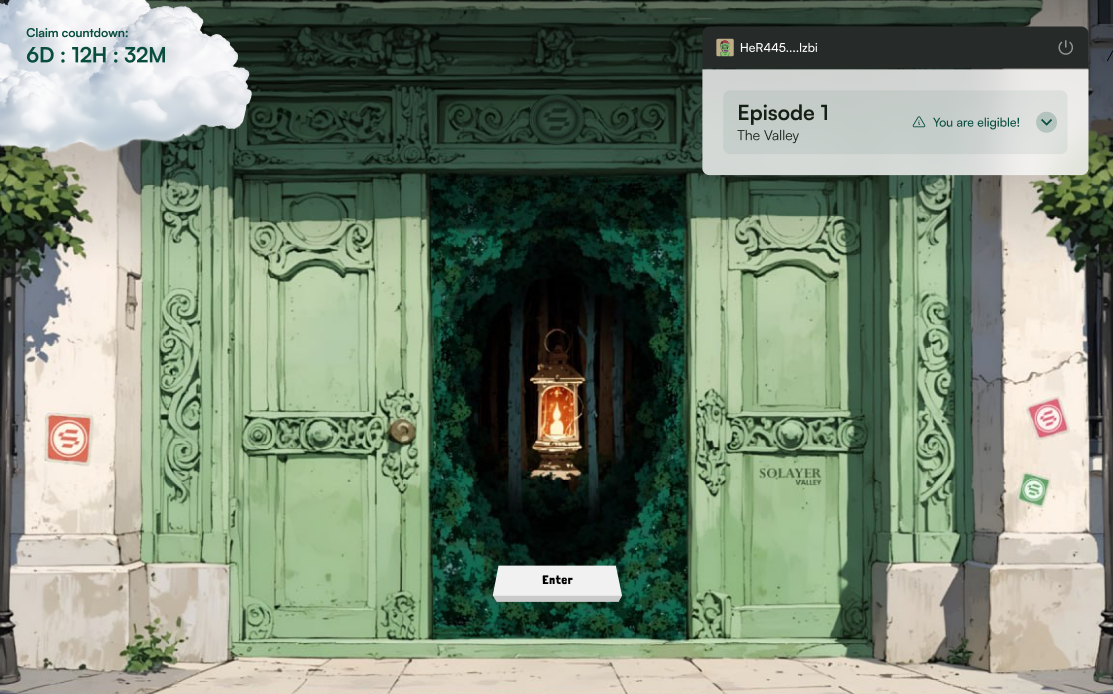 Claim countdown:
6D : 12H : 32M
HeR445....lzbi
Episode 1
The Valley
You are eligible!
SOLAYER
VALLEY
Enter